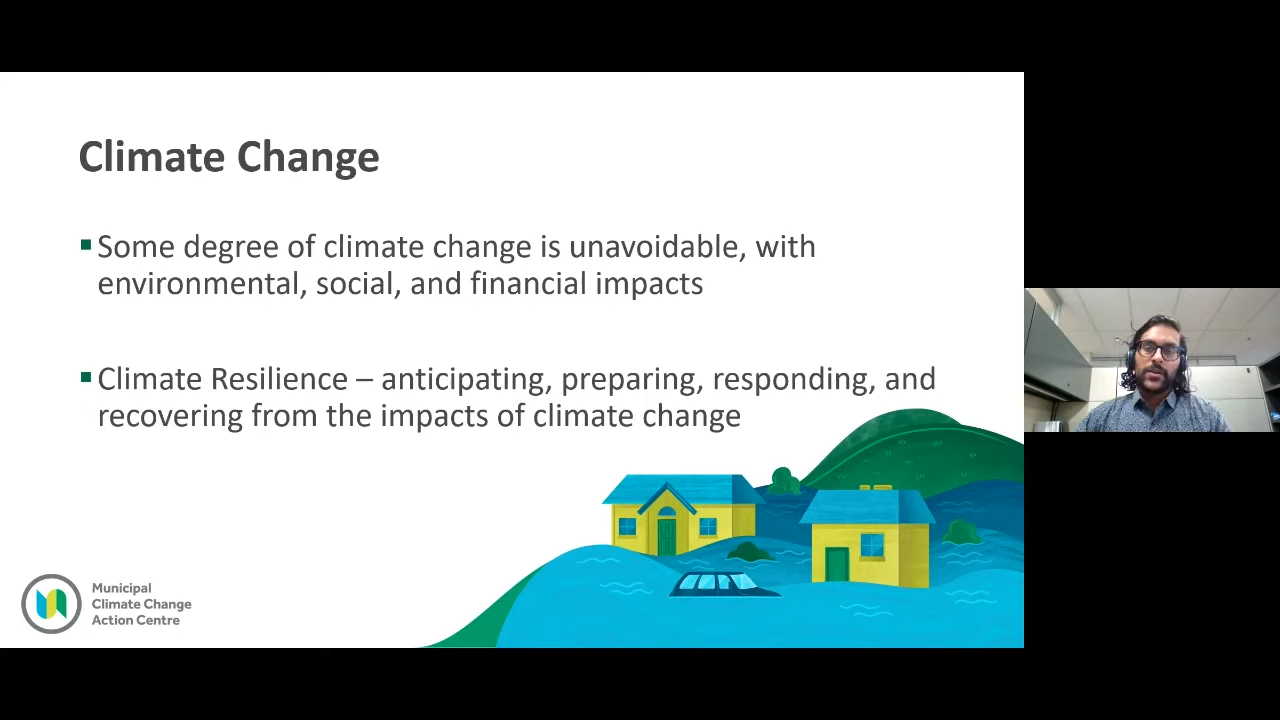 Climate Change
▪Some degree of climate change is unavoidable, with
environmental, social, and financial impacts
▪Climate Resilience – anticipating, preparing, responding, and
recovering from the impacts of climate change
Municipal
Climate Change
Action Centre